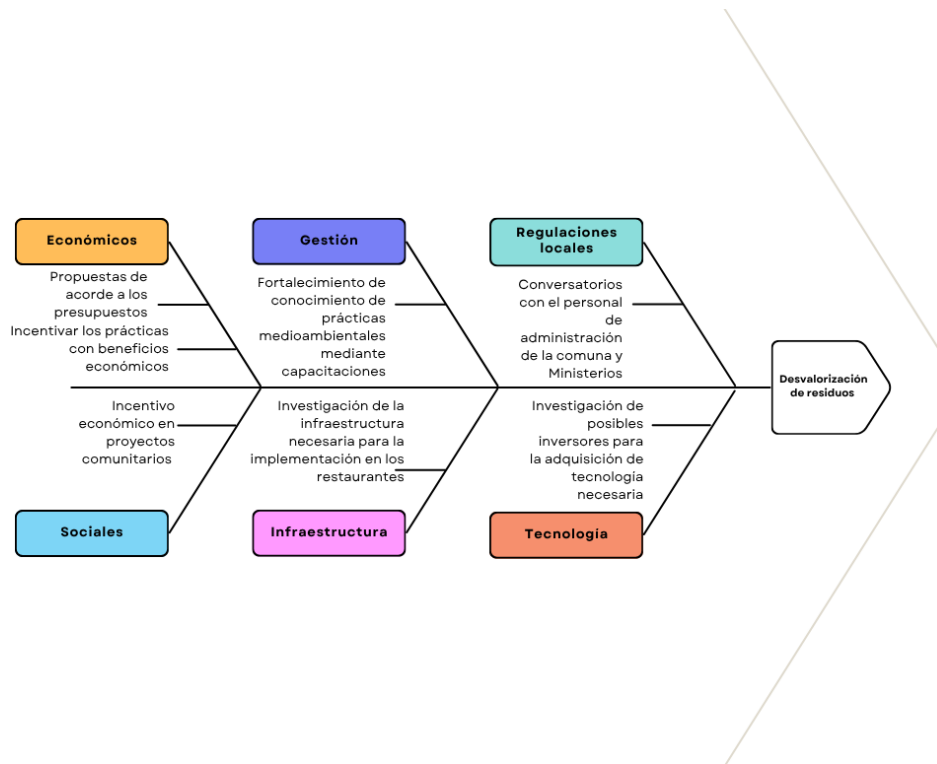 Económicos
Propuestas de
acorde a los
presupuestos
Incentivar los prácticas
con beneficios
económicos
Gestión
Fortalecimiento de
conocimiento de
prácticas
medioambientales
mediante
capacitaciones
Regulaciones
locales
Conversatorios
con el personal
de
administración
de la comuna y
Ministerios
Desvalorización
de residuos
Incentivo
económico en
proyectos
comunitarios
Sociales
Investigación de la
infraestructura
necesaria para la
implementación en los
restaurantes
Infraestructura
Investigación de
posibles
inversores para
la adquisición de
tecnología
necesaria
Tecnología